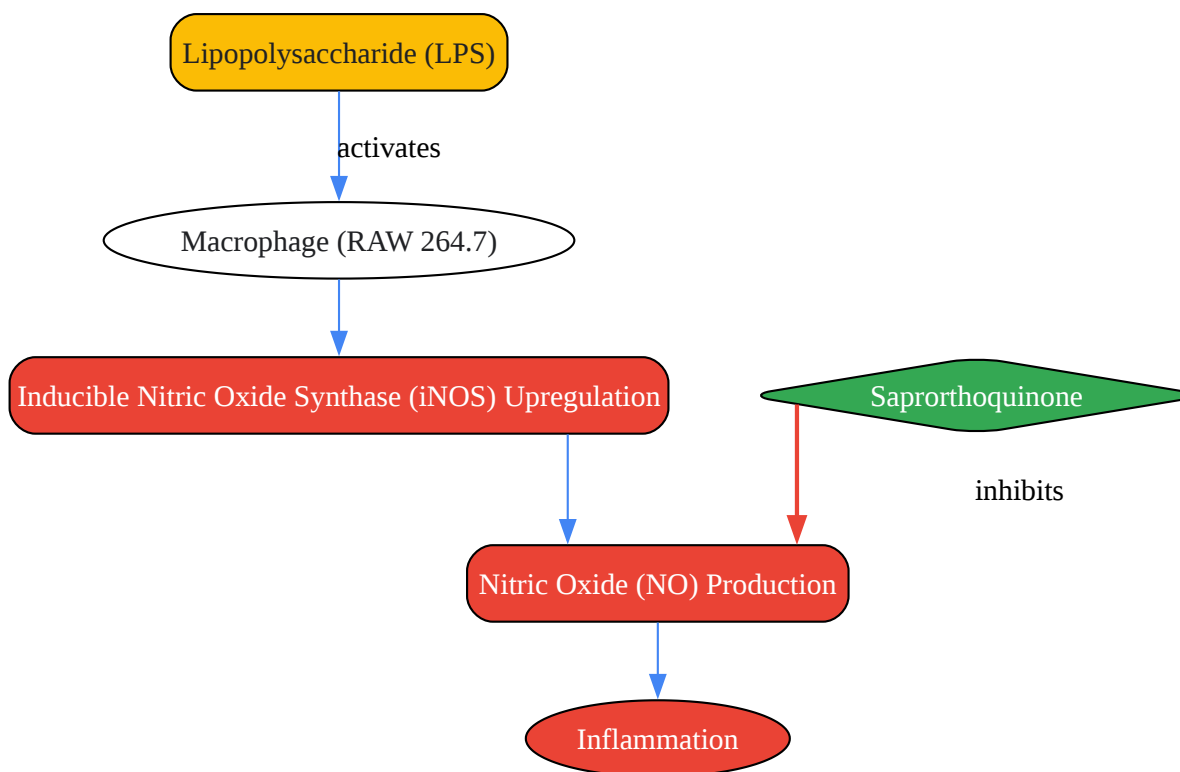 Lipopolysaccharide (LPS)
activates
Macrophage (RAW 264.7)
Inducible Nitric Oxide Synthase (iNOS) Upregulation
Saprorthoquinone
inhibits
Nitric Oxide (NO) Production
Inflammation